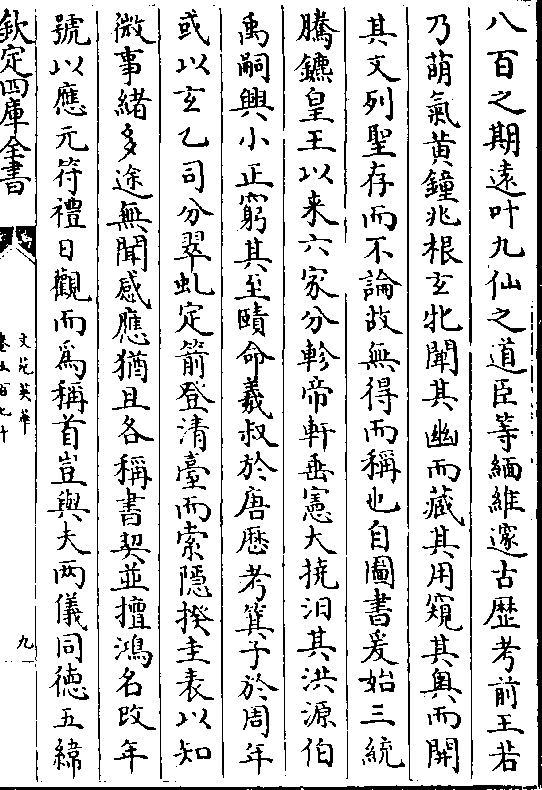 八百之期遠叶九仙之道臣等緬維邃古歴考前王若
乃萌氣黄鐘兆根玄牝闡其幽而藏其用窺其奥而開
其文列聖存而不論故無得而稱也自圖書爰始三統
騰鑣皇王以来六家分軫帝軒垂憲大撓汨其洪源伯
禹嗣興小正窮其至賾命羲叔於唐歴考箕子於周年
或以玄乙司分翠虬定箭登清臺而索隱揆圭表以知
微事緒多途無聞感應猶且各稱書契並擅鴻名改年
號以應元符禮日觀而爲稱首豈與夫兩儀同徳五緯
欽定四庫全書
文苑英華
卷五百九十
九